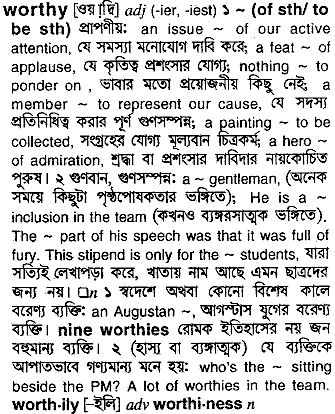 worthy [ওয়াদি] adj (-ier, -iest) ১ ~ (of sth/ to
be sth) প্রাপণীয়: an issue ~ of our active
attention, যে সমস্যা মনোযোগ দাবি করে; a feat ~ of
applause, যে কৃতিত্ব প্রশংসার যোগ্য; nothing ~ to
ponder on , ভাবার মতো প্রয়োজনীয় কিছু নেই; a
member ~ to represent our cause, যে সদস্য
প্রতিনিধিত্ব করার পূর্ণ গুণসম্পন্ন; a painting ~ to be
collected, সংগ্রহের যোগ্য মূল্যবান চিত্রকর্ম; a hero ~
of admiration, শ্রদ্ধা বা প্রশংসার দাবিদার নায়কোচিত
পুরুষ। ২ গুণবান, গুণসম্পন্ন: a ~ gentleman, (অনেক
সময়ে কিছুটা পৃষ্ঠপোষকতার ভঙ্গিতে); He is a ~
inclusion in the team (কখনও ব্যঙ্গরসাত্মক ভঙ্গিতে).
The ~ part of his speech was that it was full of
fury. This stipend is only for the ~ students, যারা
সত্যিই লেখাপড়া করে, খাতায় নাম আছে এমন ছাত্রদের
জন্য নয়। □n ১ স্বদেশে অথবা কোনো বিশেষ কালে
বরেণ্য ব্যক্তি: an Augustan ~, আগস্টাস যুগের বরেণ্য
ব্যক্তি। nine worthies রোমক ইতিহাসের নয় জন
বহুমান্য ব্যক্তি। ২ (হাস্য বা ব্যঙ্গাত্মক) যে ব্যক্তিকে
আপাতভাবে গণ্যমান্য মনে হয়: who's the ~ sitting
beside the PM? A lot of worthies in the team.
worth-ily [–ইলি] adv worthi-ness n